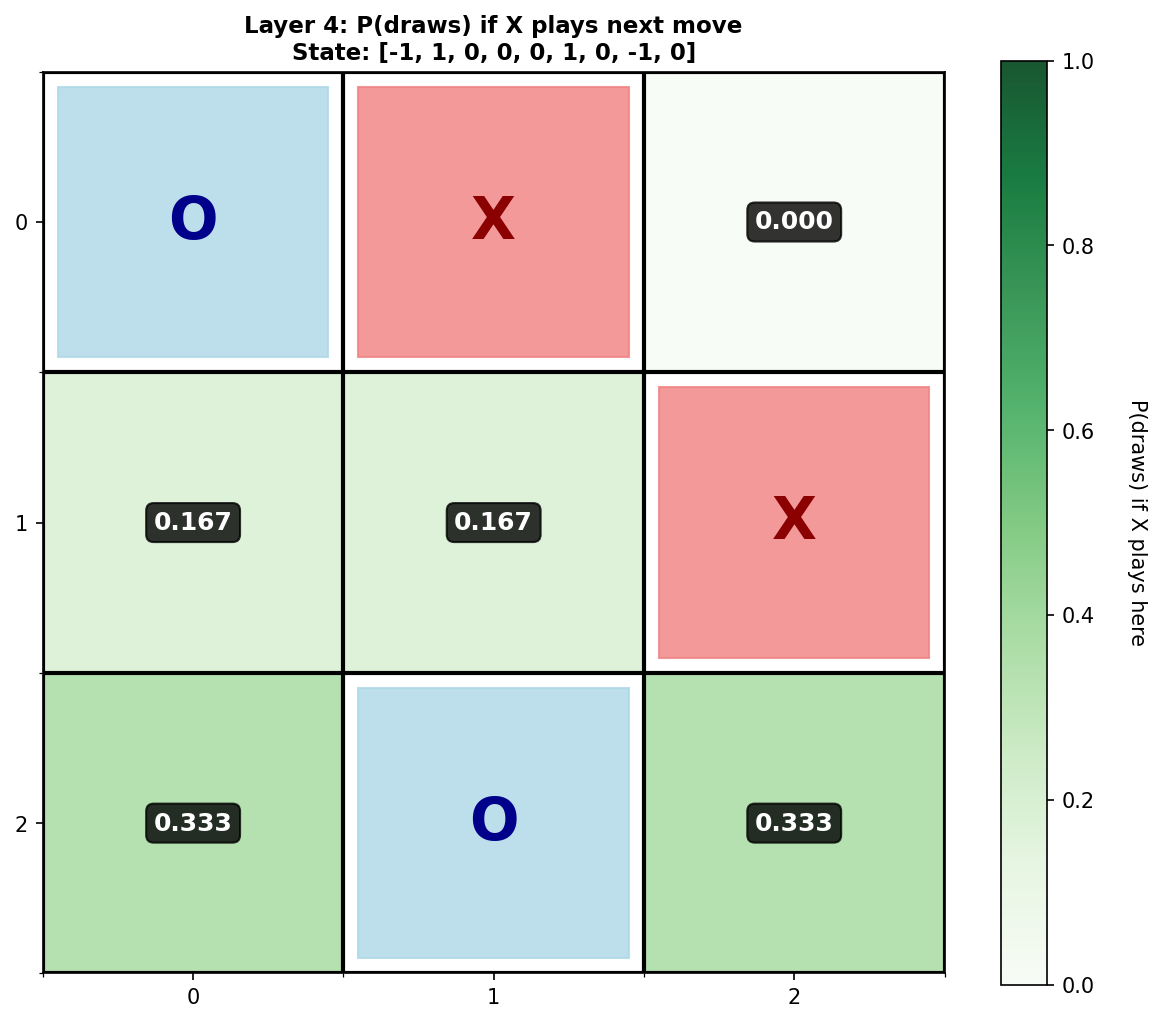 Layer 4: P(draws) if X plays next move
State: [-1, 1, 0, 0, 0, 1, 0, -1, 0]
0
O
X
0.000
1
0.167
0.167
X
2
0.333
O
0.333
0
1
2
1.0
0.8
0.6
0.4
0.2
0.0
P(draws) if X plays here